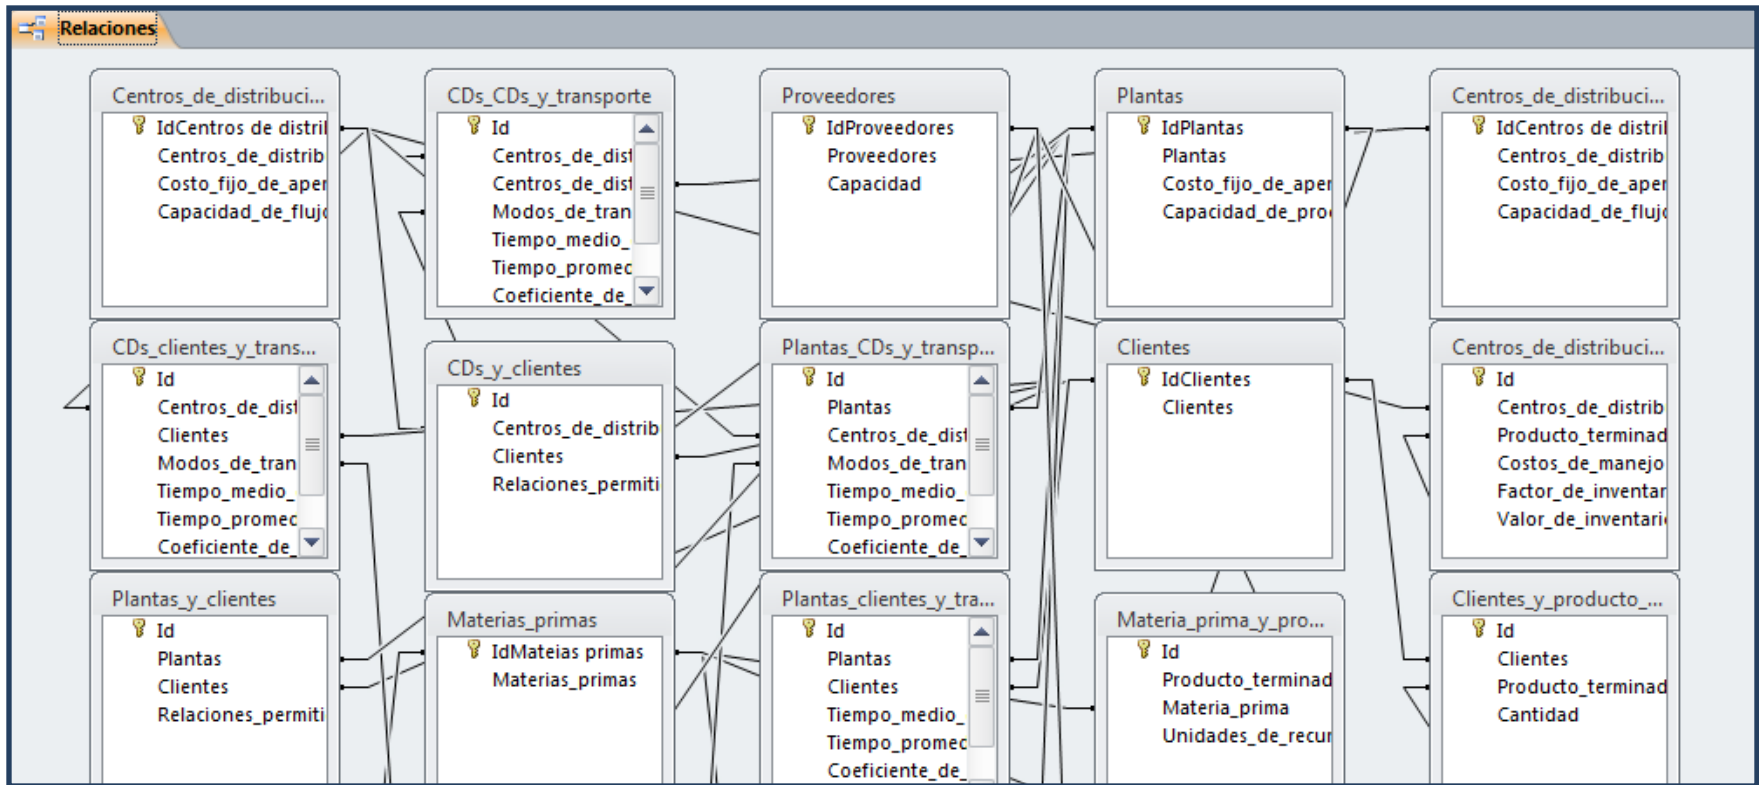 Relaciones
Centros_de_distribuci...
IdCentros de distril
Centros_de_distrib
Costo_fijo_de_aper
Capacidad_de_flujo
CDs_CDs_y_transporte
Id
Centros_de_dist
Centros_de_dist
Modos_de_tran
Tiempo_medio_
Tiempo_promec
Coeficiente_de_
Proveedores
IdProveedores
Proveedores
Capacidad
Plantas
IdPlantas
Plantas
Costo_fijo_de_aper
Capacidad_de_pro
Centros_de_distribuci...
IdCentros de distril
Centros_de_distrib
Costo_fijo_de_aper
Capacidad_de_flujo
CDs_clientes_y_trans...
Id
Centros_de_dist
Clientes
Modos_de_tran
Tiempo_medio_
Tiempo_promec
Coeficiente_de_
CDs_y_clientes
Id
Centros_de_distrib
Clientes
Relaciones_permiti
Plantas_CDs_y_transp...
Id
Plantas
Centros_de_dist
Modos_de_tran
Tiempo_medio_
Tiempo_promec
Coeficiente_de_
Clientes
IdClientes
Clientes
Centros_de_distribuci...
Id
Centros_de_distrib
Producto_terminad
Costos_de_manejo
Factor_de_inventar
Valor_de_inventari
Plantas_y_clientes
Id
Plantas
Clientes
Relaciones_permiti
Materias_primas
IdMateias primas
Materias_primas
Plantas_clientes_y_tra...
Id
Plantas
Clientes
Tiempo_medio_
Tiempo_promec
Coeficiente_de_
Materia_prima_y_pro...
Id
Producto_terminad
Materia_prima
Unidades_de_recur
Clientes_y_producto_...
Id
Clientes
Producto_terminad
Cantidad